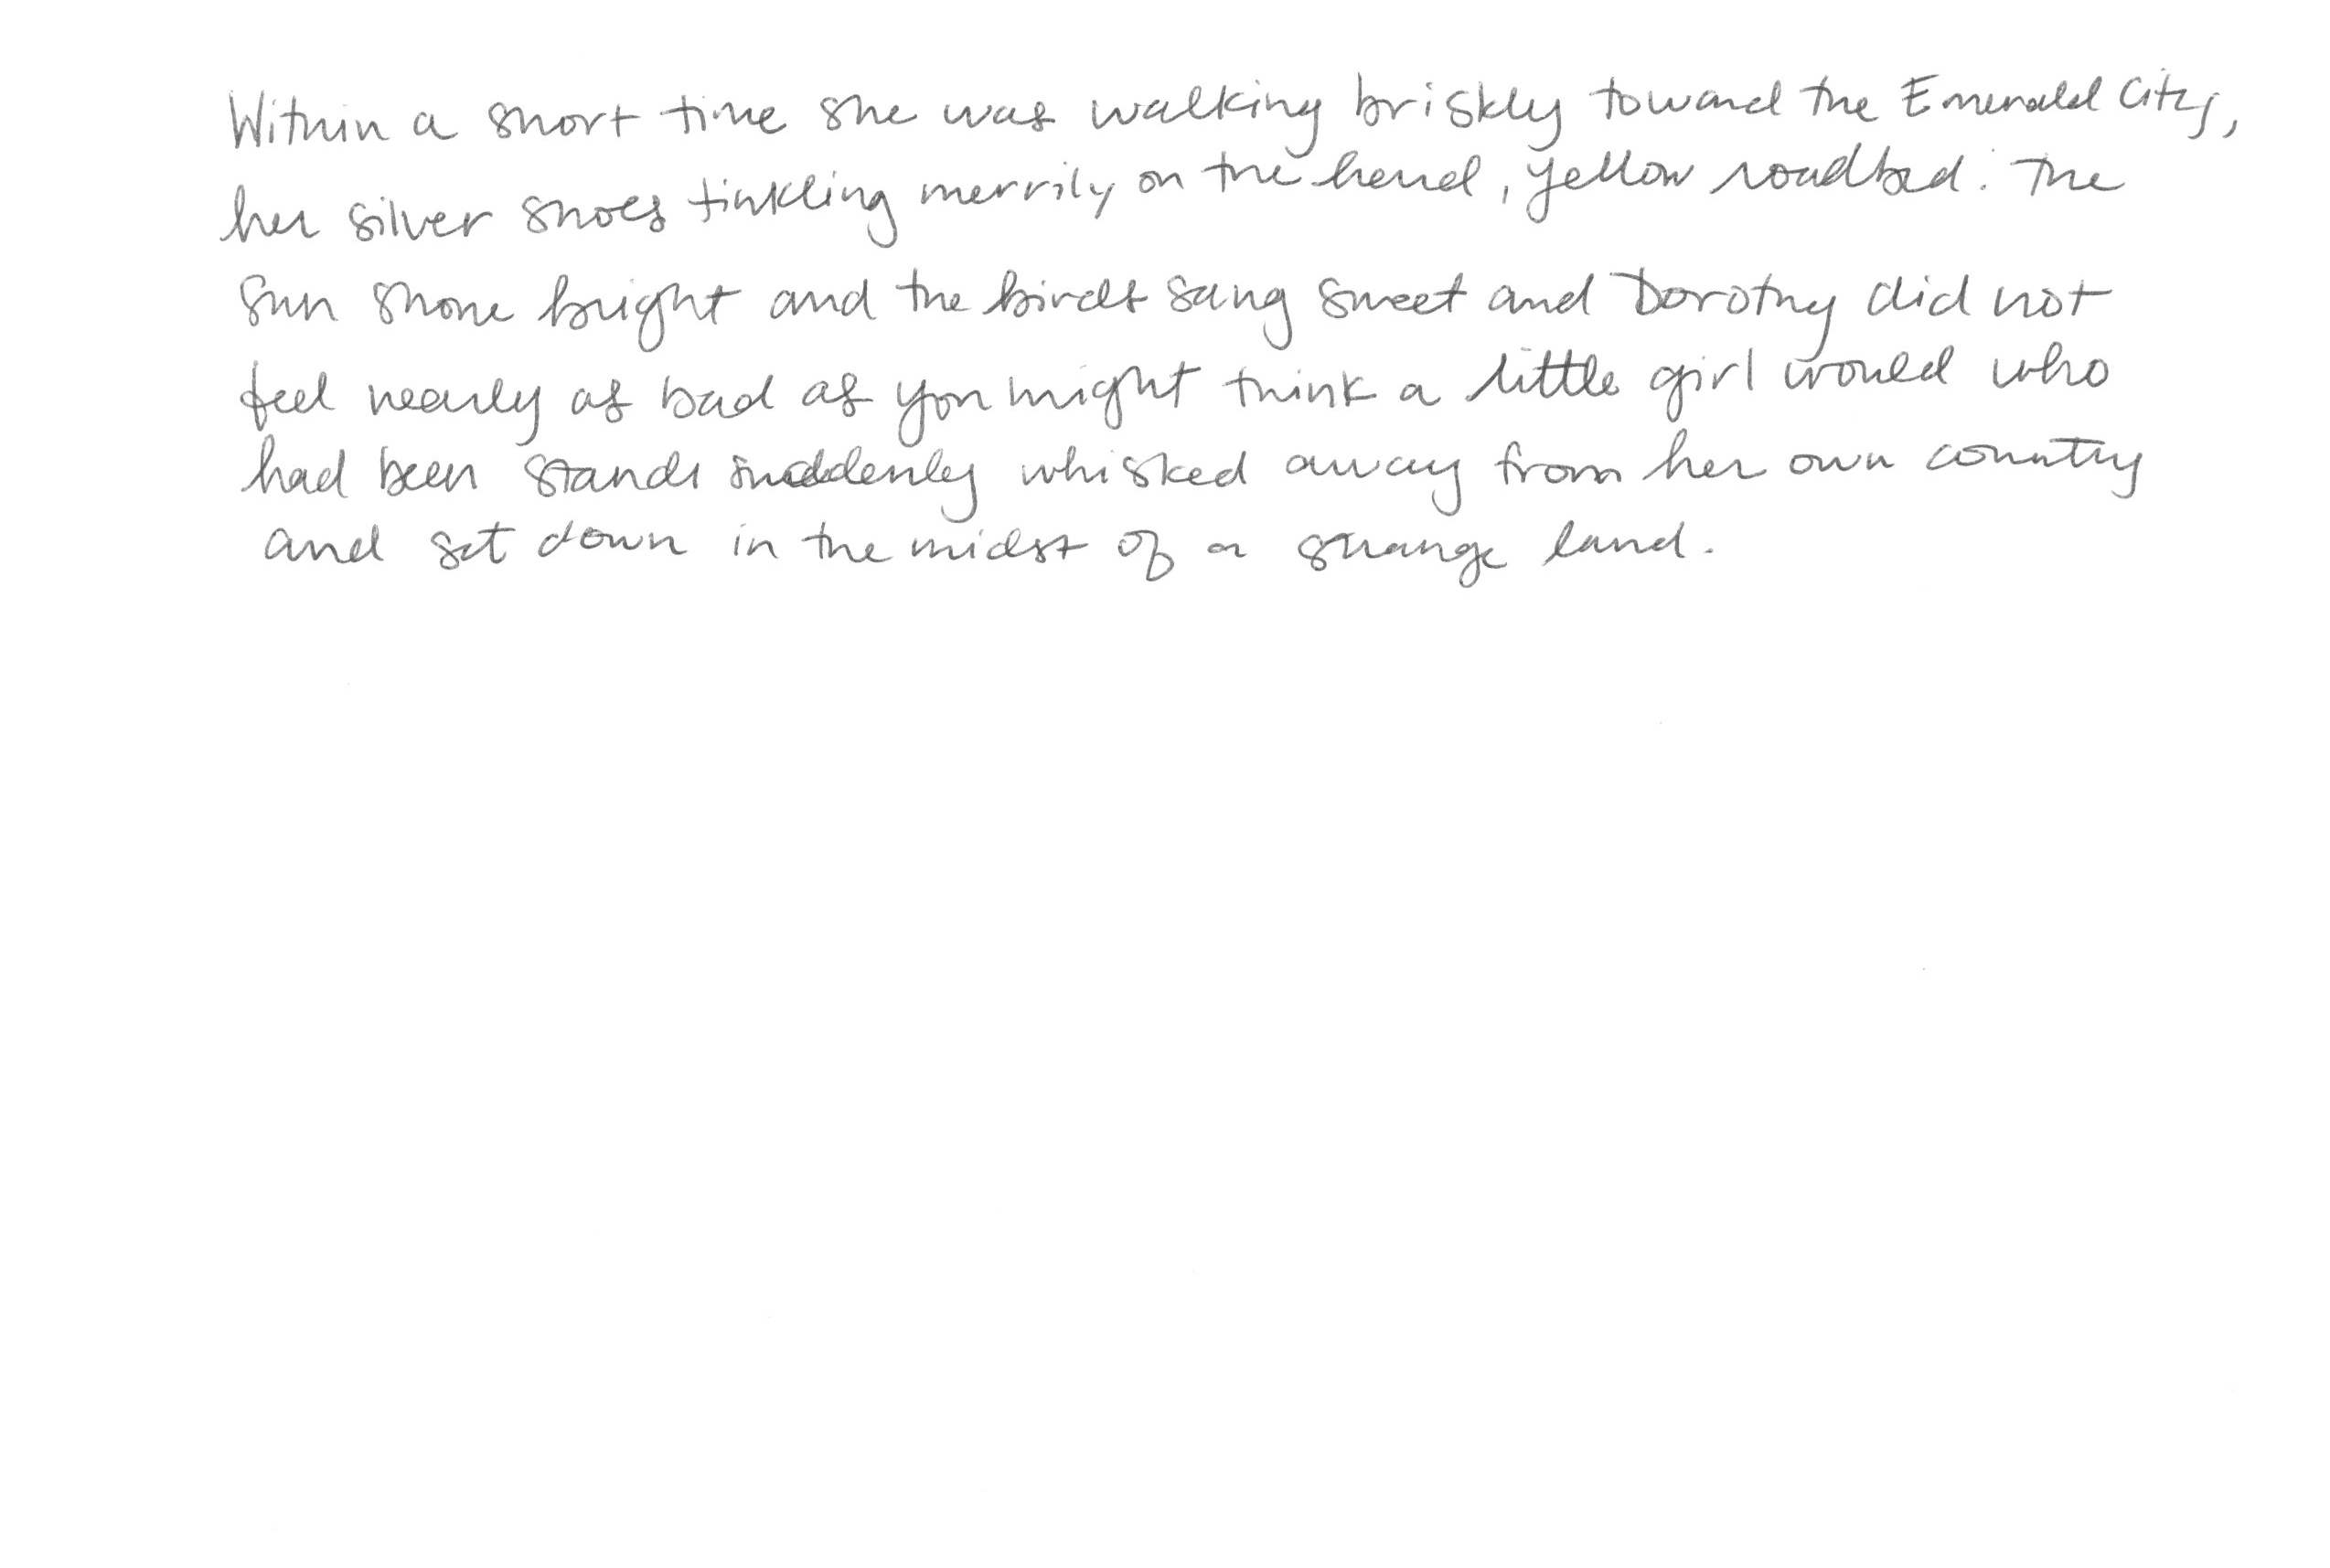 Within a short time she was walking briskly toward the Emerald City,
her silver shoes tinkling merrily on the hard, yellow roadbed. The
sun shone bright and the birds sang sweet and Dorothy did not
feel nearly as bad as you might think a little girl would who
had been suddenly whisked away from her own country
and set down in the midst of a strange land.